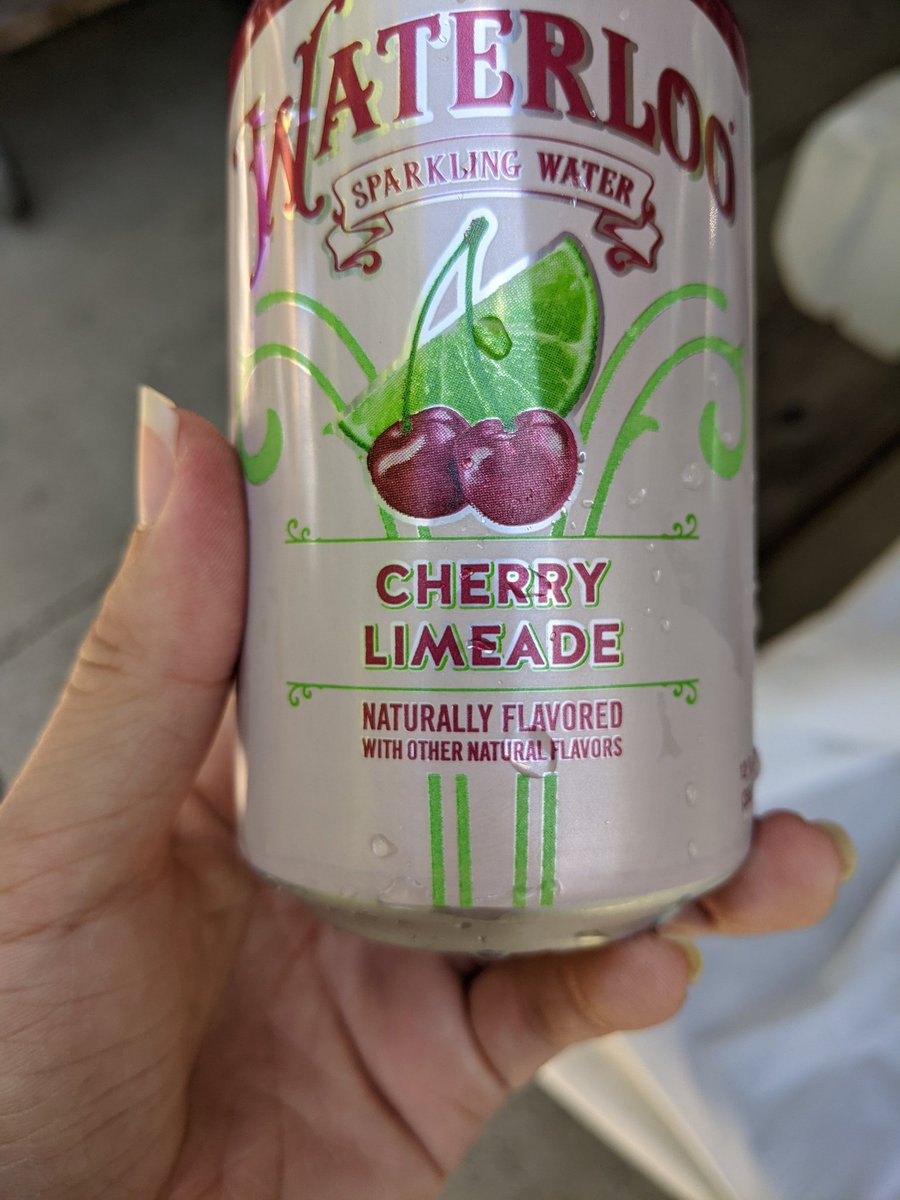 WATERLOO
SPARKLING WATER
CHERRY
LIMEADE
NATURALLY FLAVORED
WITH OTHER NATURAL FLAVORS